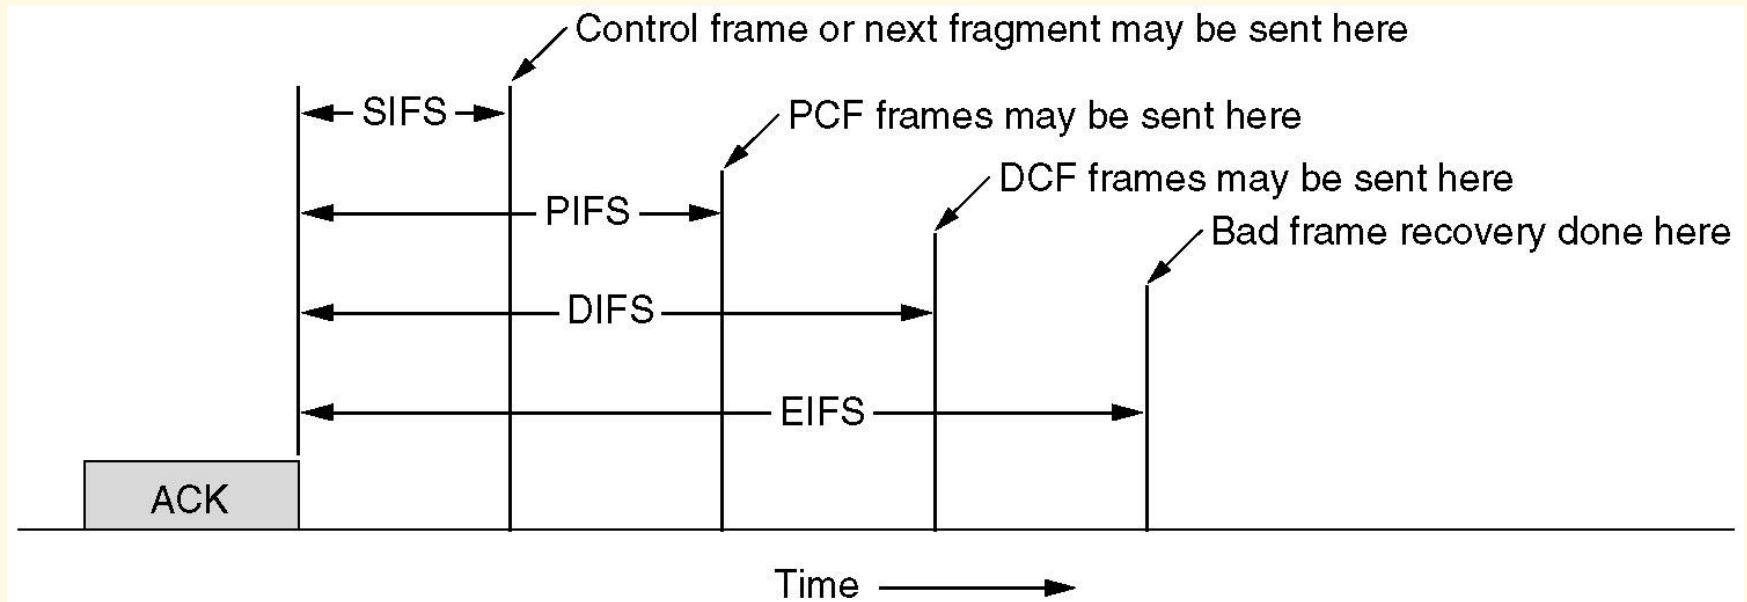 Control frame or next fragment may be sent here
SIFS
PCF frames may be sent here
DCF frames may be sent here
PIFS
Bad frame recovery done here
DIFS
EIFS
ACK
Time